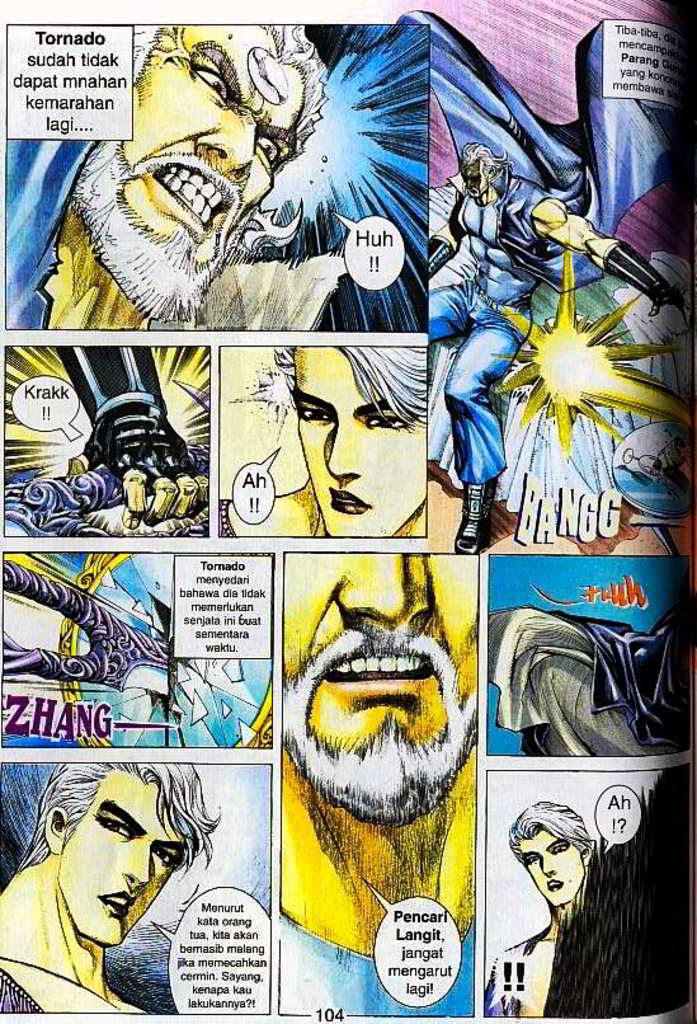 Tornado
sudah tidak
dapat mnahan
kemarahan
lagi....
Huh
!!
Tiba-tiba, dia
Parang
yang
membawa
BANGG
Krakk
!!
Ah
!!
ZHANG
Tornado
menyedari
bahawa dia tidak
memerlukan
senjata ini buat
sementara
waktu.
Pencari
Langit,
jangat
mengarut
lagi!
Menurut
kata orang
tua, kita akan
bernasib malang
jika memecahkan
cermin. Sayang,
kenapa kau
lakukannya?!
Ah
!?
!!
104